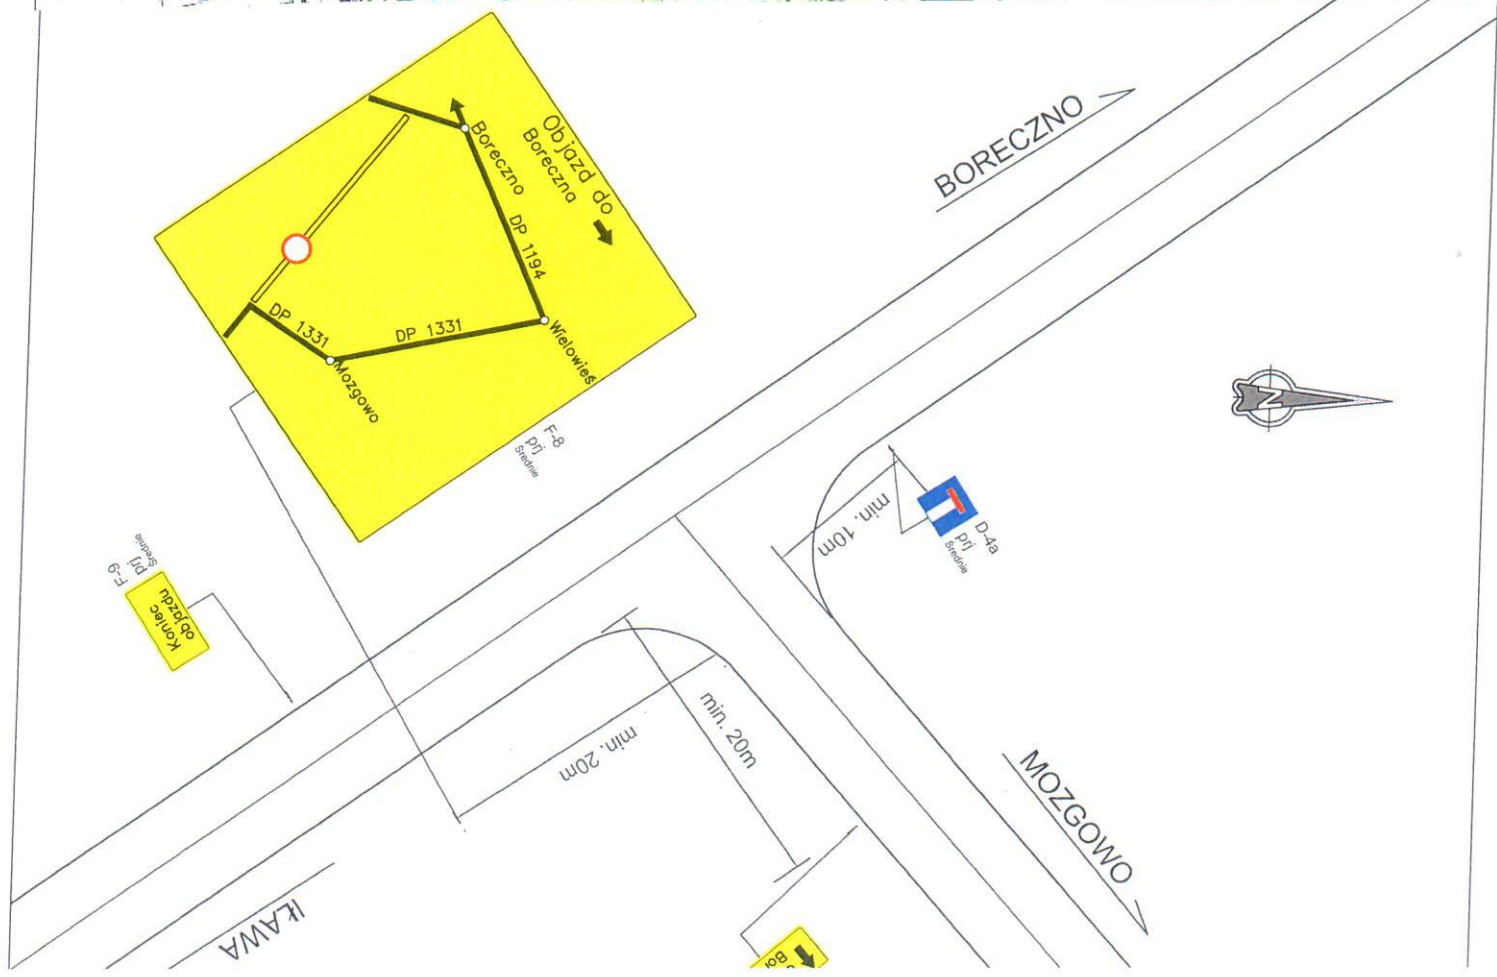 BORECZNO
Objazd do
Boreczna
Boreczno
DP 1194
DP 1331
DP 1331
Mozgowo
Wielowieś
F-8
prj
Średnie
F-9
prj
Średnie
Koniec
objazdu
D-4a
prj
Średnie
min. 10m
N
min. 20m
min. 20m
MOZGOWO
IŁAWA